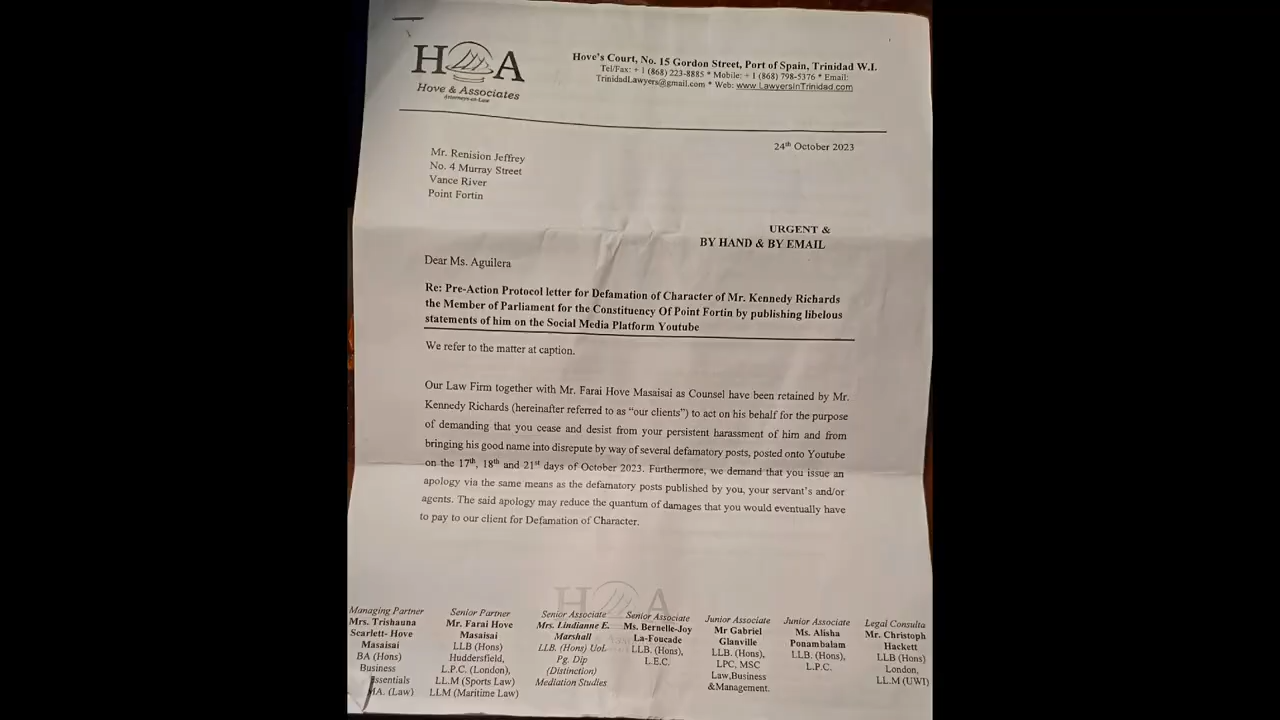 H A
Hove & Associates
Attorneys-on-Law
Hove's Court, No. 15 Gordon Street, Port of Spain, Trinidad W.I.
Tel/Fax: + 1 (868) 223-8885 * Mobile: + 1 (868) 798-5376 * Email:
TrinidadLawyers@gmail.com * Web: www.LawyersInTrinidad.com
24th October 2023
Mr. Renision Jeffrey
No. 4 Murray Street
Vance River
Point Fortin
URGENT &
BY HAND & BY EMAIL
Dear Ms. Aguilera
Re: Pre-Action Protocol letter for Defamation of Character of Mr. Kennedy Richards
the Member of Parliament for the Constituency Of Point Fortin by publishing libelous
statements of him on the Social Media Platform Youtube
We refer to the matter at caption.
Our Law Firm together with Mr. Farai Hove Masaisai as Counsel have been retained by Mr.
Kennedy Richards (hereinafter referred to as "our clients") to act on his behalf for the purpose
of demanding that you cease and desist from your persistent harassment of him and from
bringing his good name into disrepute by way of several defamatory posts, posted onto Youtube
on the 17th, 18th and 21st days of October 2023. Furthermore, we demand that you issue an
apology via the same means as the defamatory posts published by you, your servant's and/or
agents. The said apology may reduce the quantum of damages that you would eventually have
to pay to our client for Defamation of Character.
H A
Managing Partner
Mrs. Trishauna
Scarlett- Hove
Masaisai
BA (Hons)
Business
Essentials
MA. (Law)
Senior Partner
Mr. Farai Hove
Masaisai
LLB (Hons)
Huddersfield,
L.P.C. (London),
LL.M (Sports Law)
LLM (Maritime Law)
Senior Associate
Mrs. Lindianne E.
Marshall
LLB. (Hons) UoL
Pg. Dip
(Distinction)
Mediation Studies
Senior Associate
Ms. Bernelle-Joy
La-Foucade
LLB. (Hons),
L.E.C.
Junior Associate
Mr Gabriel
Glanville
LLB. (Hons),
LPC, MSC
Law,Business
&Management.
Junior Associate
Ms. Alisha
Ponambalam
LLB. (Hons),
L.P.C.
Legal Consulta
Mr. Christoph
Hackett
LLB (Hons)
London,
LL.M (UWI)